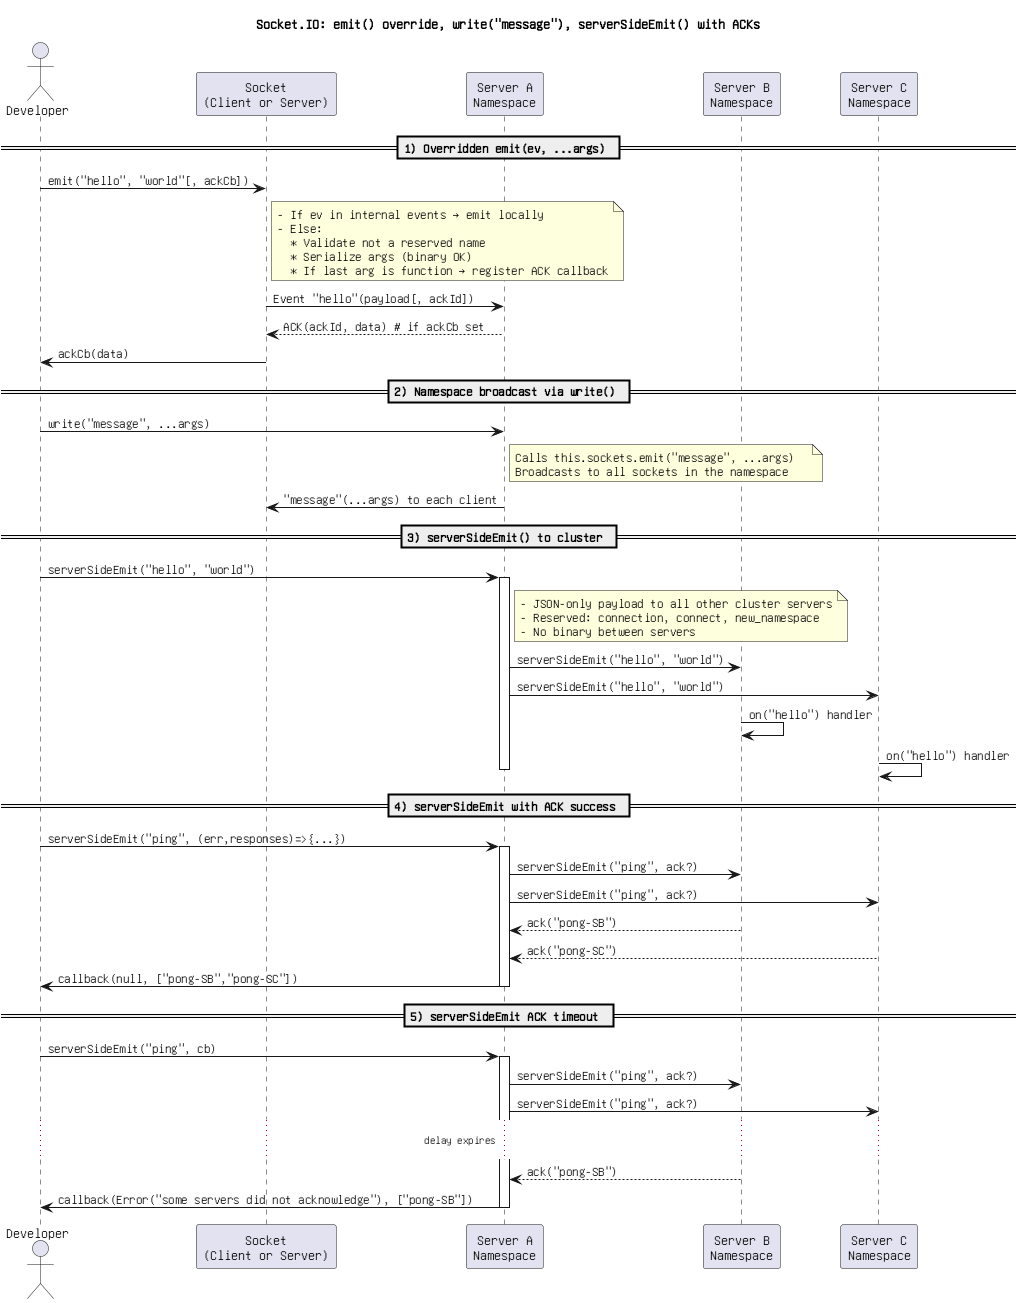 Socket.IO: emit() override, write("message"), serverSideEmit() with ACKs
Developer
Socket
(Client or Server)
Server A
Namespace
Server B
Namespace
Server C
Namespace
1) Overridden emit(ev, ...args)
emit("hello", "world"[, ackCb])
- If ev in internal events → emit locally
- Else:
* Validate not a reserved name
* Serialize args (binary OK)
* If last arg is function → register ACK callback
Event "hello"(payload[, ackId])
ACK(ackId, data) # if ackCb set
ackCb(data)
2) Namespace broadcast via write()
write("message", ...args)
Calls this.sockets.emit("message", ...args)
Broadcasts to all sockets in the namespace
"message"(...args) to each client
3) serverSideEmit() to cluster
serverSideEmit("hello", "world")
- JSON-only payload to all other cluster servers
- Reserved: connection, connect, new_namespace
- No binary between servers
serverSideEmit("hello", "world")
serverSideEmit("hello", "world")
on("hello") handler
on("hello") handler
4) serverSideEmit with ACK success
serverSideEmit("ping", (err,responses)=>{...})
serverSideEmit("ping", ack?)
serverSideEmit("ping", ack?)
ack("pong-SB")
ack("pong-SC")
callback(null, ["pong-SB","pong-SC"])
5) serverSideEmit ACK timeout
serverSideEmit("ping", cb)
serverSideEmit("ping", ack?)
serverSideEmit("ping", ack?)
delay expires
ack("pong-SB")
callback(Error("some servers did not acknowledge"), ["pong-SB"])
Developer
Socket
(Client or Server)
Server A
Namespace
Server B
Namespace
Server C
Namespace